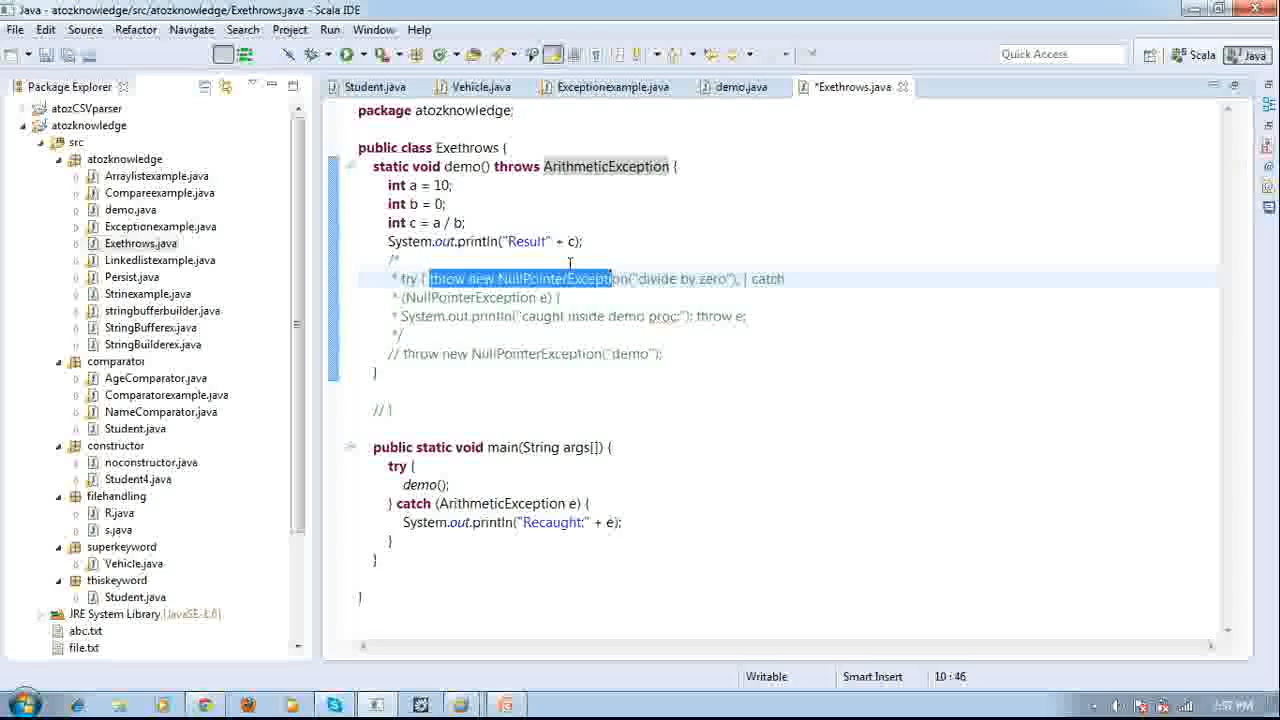 Java - atozknowledge/src/atozknowledge/Exethrows.java - Scala IDE
File Edit Source Refactor Navigate Search Project Run Window Help
Quick Access
Scala
Java
Package Explorer
Student.java
Vehicle.java
Exceptionexample.java
demo.java
*Exethrows.java
atozCSVparser
atozknowledge
src
atozknowledge
Arraylistexample.java
Compareexample.java
demo.java
Exceptionexample.java
Exethrows.java
Linkedlistexample.java
Persist.java
Strinexample.java
stringbufferbuilder.java
StringBufferex.java
StringBuilderex.java
comparator
AgeComparator.java
Comparatorexample.java
NameComparator.java
Student.java
constructor
noconstructor.java
Student4.java
filehandling
R.java
s.java
superkeyword
Vehicle.java
thiskeyword
Student.java
JRE System Library
abc.txt
file.txt
package atozknowledge;
public class Exethrows {
static void demo() throws ArithmeticException {
int a = 10;
int b = 0;
int c = a / b;
System.out.println("Result" + c);
/*
* try { throw new NullPointerException("divide by zero"); } catch
* (NullPointerException e) {
* System.out.println("caught inside demo proc:"); throw e;
*/
// throw new NullPointerException("demo");
}
// }
public static void main(String args[]) {
try {
demo();
} catch (ArithmeticException e) {
System.out.println("Recaught:" + e);
}
}
}
Writable
Smart Insert
10 : 46